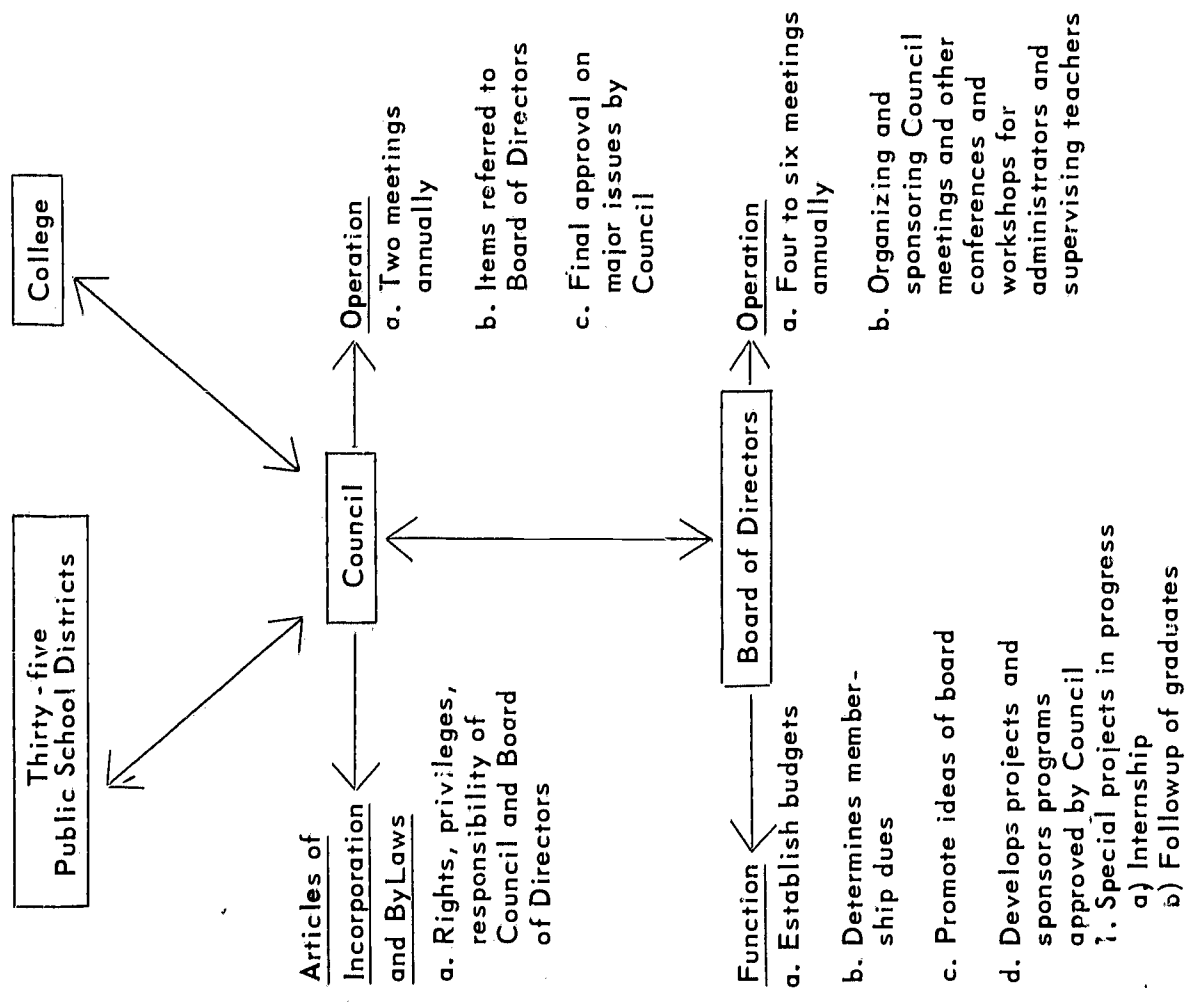 Thirty-five
Public School Districts
College
Council
Articles of
Incorporation
and ByLaws
a. Rights, privileges,
responsibility of
Council and Board
of Directors
Operation
a. Two meetings
annually
b. Items referred to
Board of Directors
c. Final approval on
major issues by
Council
Board of Directors
Function
a. Establish budgets
b. Determines member-
ship dues
c. Promote ideas of board
d. Develops projects and
sponsors programs
approved by Council
1. Special projects in progress
a) Internship
b) Followup of graduates
Operation
a. Four to six meetings
annually
b. Organizing and
sponsoring Council
meetings and other
conferences and
workshops for
administrators and
supervising teachers